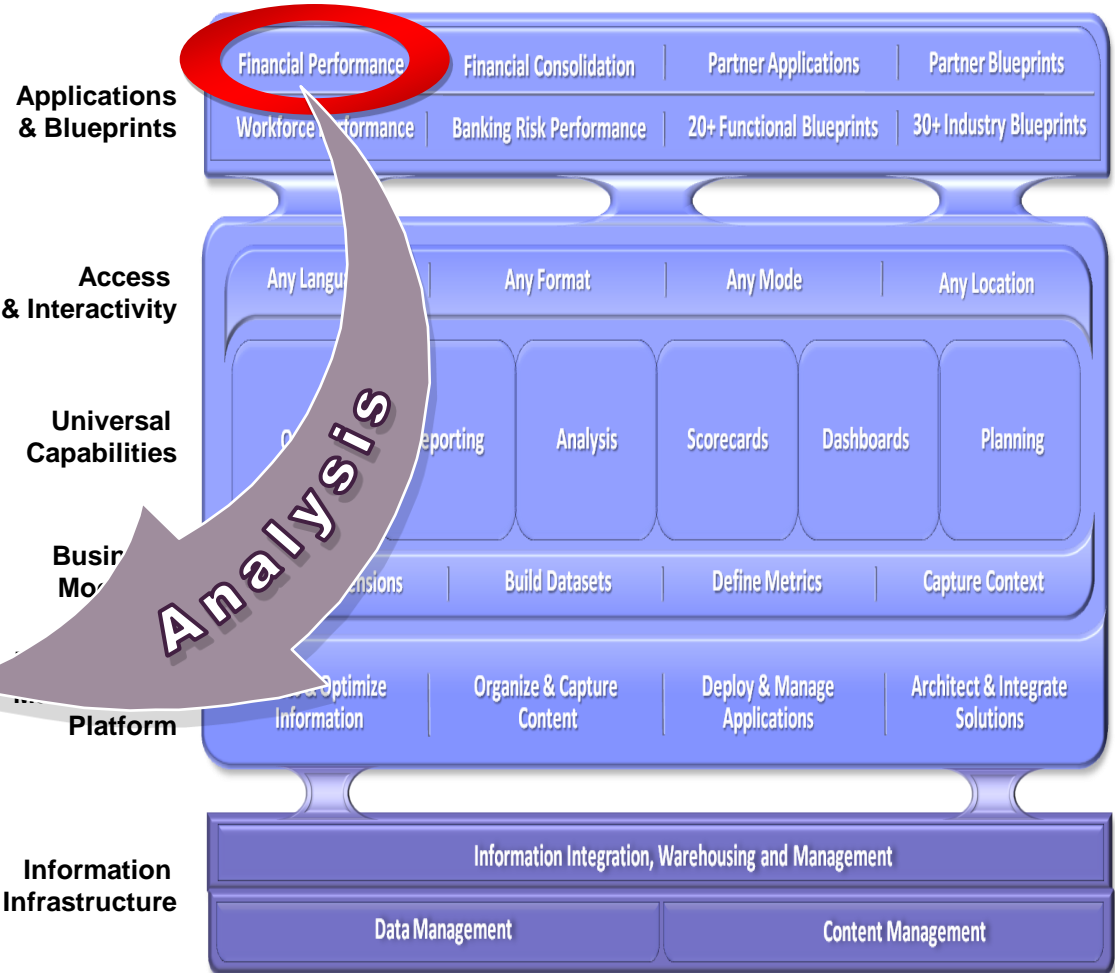 Financial Performance
Financial Consolidation
Partner Applications
Partner Blueprints
Applications
& Blueprints
Workforce
Banking Risk Performance
20+ Functional Blueprints
30+ Industry Blueprints
Access
& Interactivity
Any
Any Format
Any Mode
Any Location
Universal
Capabilities
Analysis
Scorecards
Dashboards
Planning
Analysis
Build Datasets
Define Metrics
Capture Context
& Optimize
Information
Organize & Capture
Content
Deploy & Manage
Applications
Architect & Integrate
Solutions
Platform
Information
Infrastructure
Information Integration, Warehousing and Management
Data Management
Content Management